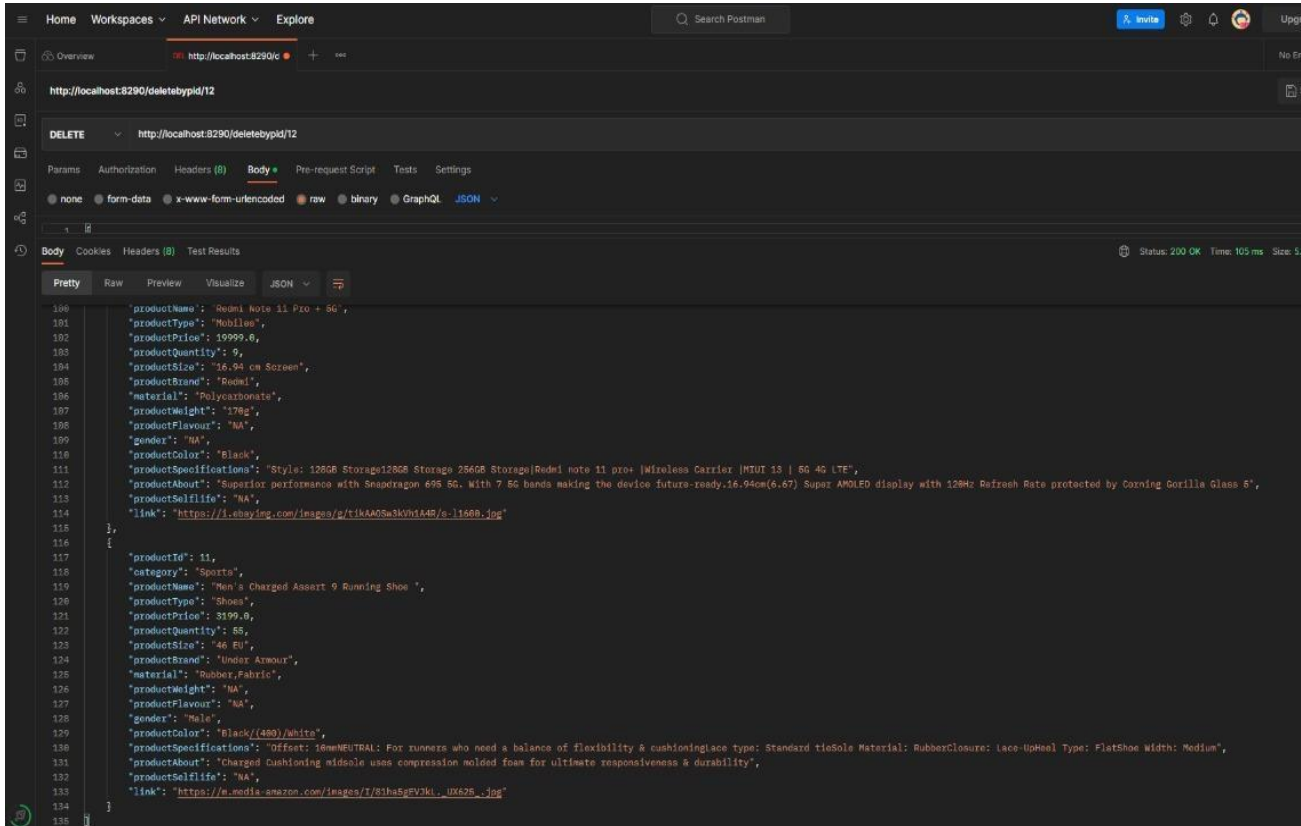 Home Workspaces API Network Explore Search Postman Invite Upgr
Overview http://localhost:8290/c No En
http://localhost:8290/deletebypid/12
DELETE http://localhost:8290/deletebypid/12
Params Authorization Headers (8) Body Pre-request Script Tests Settings
none form-data x-www-form-urlencoded raw binary GraphQL JSON
1
Body Cookies Headers (8) Test Results Status: 200 OK Time: 105 ms Size: 5.
Pretty Raw Preview Visualize JSON
100 "productName": "Redmi Note 11 Pro + 5G",
101 "productType": "Mobiles",
102 "productPrice": 19999.0,
103 "productQuantity": 9,
104 "productSize": "16.94 cm Screen",
105 "productBrand": "Redmi",
106 "material": "Polycarbonate",
107 "productWeight": "170g",
108 "productFlavour": "NA",
109 "gender": "NA",
110 "productColor": "Black",
111 "productSpecifications": "Style: 128GB Storage128GB Storage 256GB Storage|Redmi note 11 pro+ |Wireless Carrier |MIUI 13 | 5G 4G LTE",
112 "productAbout": "Superior performance with Snapdragon 695 5G. With 7 5G bands making the device future-ready.16.94cm(6.67) Super AMOLED display with 120Hz Refresh Rate protected by Corning Gorilla Glass 5",
113 "productSelflife": "NA",
114 "link": "https://i.ebayimg.com/images/g/tikAAOSw3kVhiA4R/s-l1600.jpg"
115 },
116 {
117 "productId": 11,
118 "category": "Sports",
119 "productName": "Men's Charged Assert 9 Running Shoe ",
120 "productType": "Shoes",
121 "productPrice": 3199.0,
122 "productQuantity": 55,
123 "productSize": "46 EU",
124 "productBrand": "Under Armour",
125 "material": "Rubber,Fabric",
126 "productWeight": "NA",
127 "productFlavour": "NA",
128 "gender": "Male",
129 "productColor": "Black/(400)/White",
130 "productSpecifications": "Offset: 10mmNEUTRAL: For runners who need a balance of flexibility & cushioningLace type: Standard tieSole Material: RubberClosure: Lace-UpHeel Type: FlatShoe Width: Medium",
131 "productAbout": "Charged Cushioning midsole uses compression molded foam for ultimate responsiveness & durability",
132 "productSelflife": "NA",
133 "link": "https://m.media-amazon.com/images/I/81ha5gEVJkL._UX625_.jpg"
134 }
135 ]